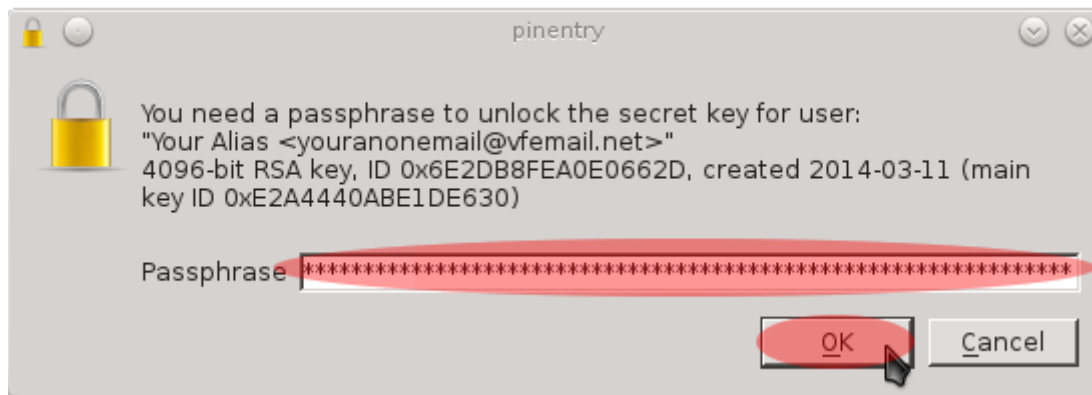 pinentry
You need a passphrase to unlock the secret key for user:
"Your Alias <youranonemail@vfemail.net>"
4096-bit RSA key, ID 0x6E2DB8FEA0E0662D, created 2014-03-11 (main
key ID 0xE2A4440ABE1DE630)
Passphrase ****************************************************************
OK Cancel